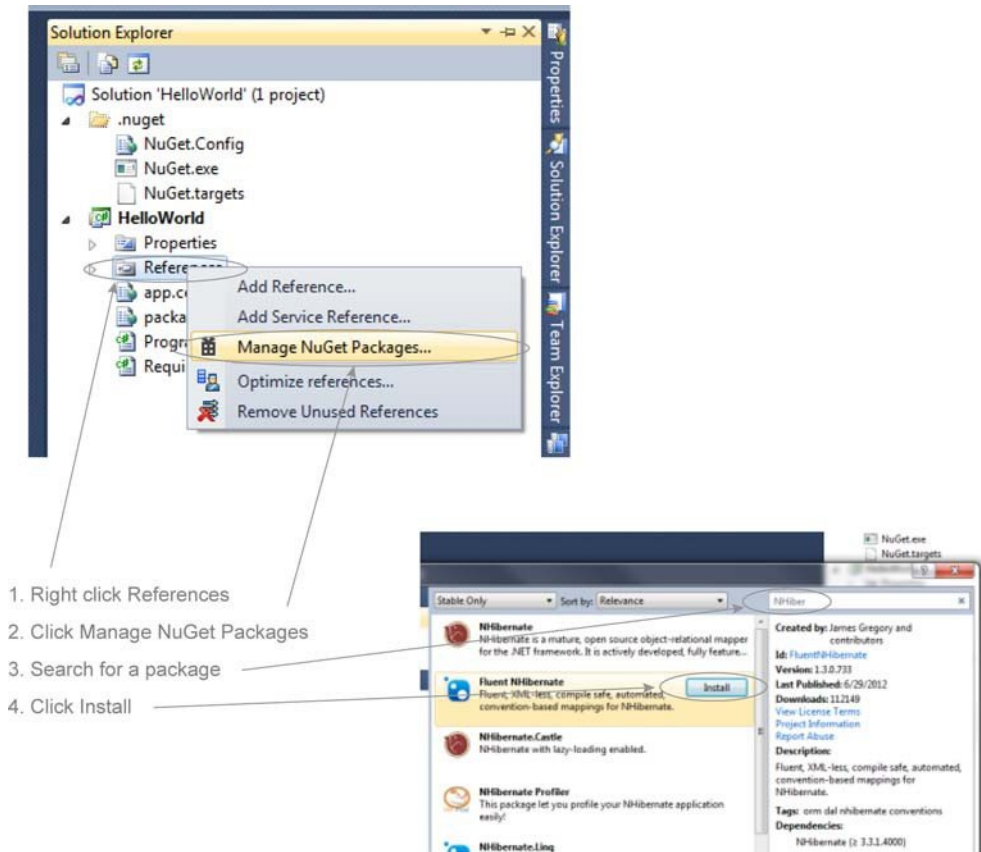 Solution Explorer
Solution 'HelloWorld' (1 project)
.nuget
NuGet.Config
NuGet.exe
NuGet.targets
HelloWorld
Properties
References
app.c
packa
Progr
Requi
Add Reference...
Add Service Reference...
Manage NuGet Packages...
Optimize references...
Remove Unused References
Properties
Solution Explorer
Team Explorer
1. Right click References
2. Click Manage NuGet Packages
3. Search for a package
4. Click Install
NuGet.exe
NuGet.targets
Stable Only
Sort by: Relevance
NHiber
NHibernate
NHibernate is a mature, open source object-relational mapper
for the .NET framework. It is actively developed, fully feature...
Fluent NHibernate
Fluent, XML-less, compile safe, automated,
convention-based mappings for NHibernate.
Install
NHibernate.Castle
NHibernate with lazy-loading enabled.
NHibernate Profiler
This package let you profile your NHibernate application
easily!
NHibernate.Linq
Created by: James Gregory and
contributors
Id: FluentNHibernate
Version: 1.3.0.733
Last Published: 6/29/2012
Downloads: 112149
View License Terms
Project Information
Report Abuse
Description:
Fluent, XML-less, compile safe, automated,
convention-based mappings for
NHibernate.
Tags: orm dal nhibernate conventions
Dependencies:
NHibernate (≥ 3.3.1.4000)